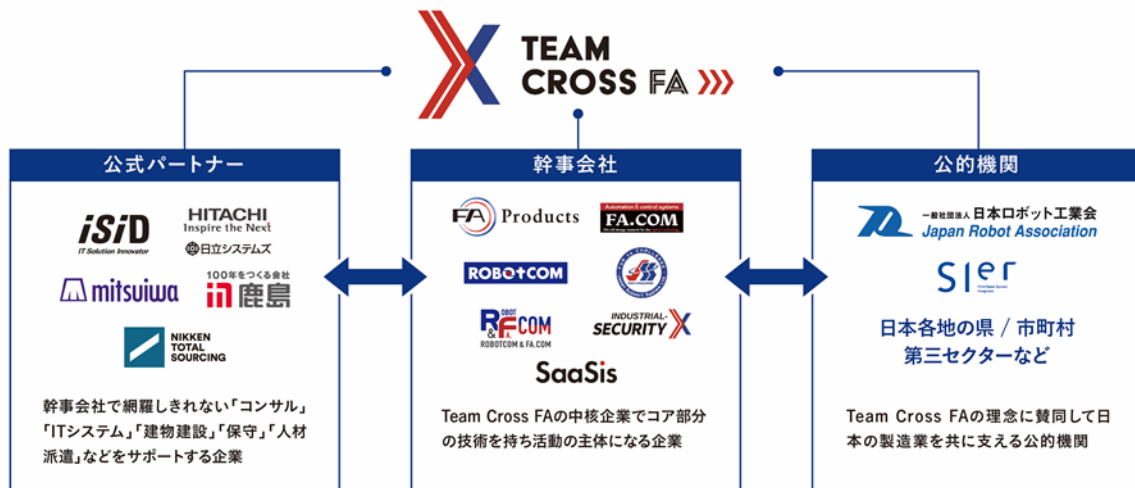 TEAM
CROSS FA
公式パートナー
iSiD
IT Solution Innovator
HITACHI
Inspire the Next
日立システムズ
mitsuiwa
100年をつくる会社
鹿島
NIKKEN
TOTAL
SOURCING
幹事会社で網羅しきれない「コンサル」
「ITシステム」「建物建設」「保守」「人材
派遣」などをサポートする企業
幹事会社
FA Products
Automation & control systems
FA.COM
ROBOTCOM
R&F ROBOT FA.COM
ROBOTCOM & FA.COM
INDUSTRIAL-
SECURITY X
SaaSis
Team Cross FAの中核企業でコア部分
の技術を持ち活動の主体になる企業
公的機関
一般社団法人 日本ロボット工業会
Japan Robot Association
SIer
日本各地の県 / 市町村
第三セクターなど
Team Cross FAの理念に賛同して日
本の製造業を共に支える公的機関